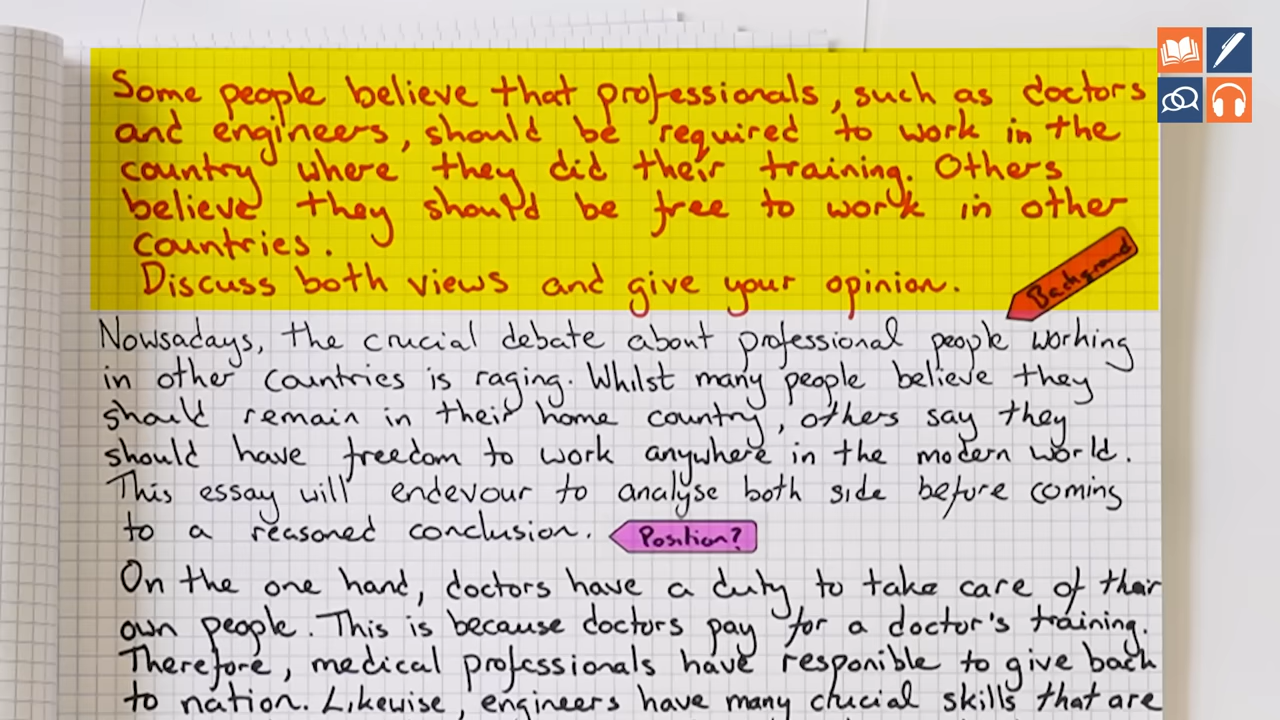 Some people believe that professionals, such as doctors
and engineers, should be required to work in the
country where they did their training. Others
believe they should be free to work in other
countries.
Discuss both views and give your opinion.
Background
Nowsadays, the crucial debate about professional people working
in other countries is raging. Whilst many people believe they
should remain in their home country, others say they
should have freedom to work anywhere in the modern world.
This essay will endevour to analyse both side before coming
to a reasoned conclusion.
Position?
On the one hand, doctors have a duty to take care of their
own people. This is because doctors pay for a doctor's training.
Therefore, medical professionals have responible to give back
to nation. Likewise, engineers have many crucial skills that are